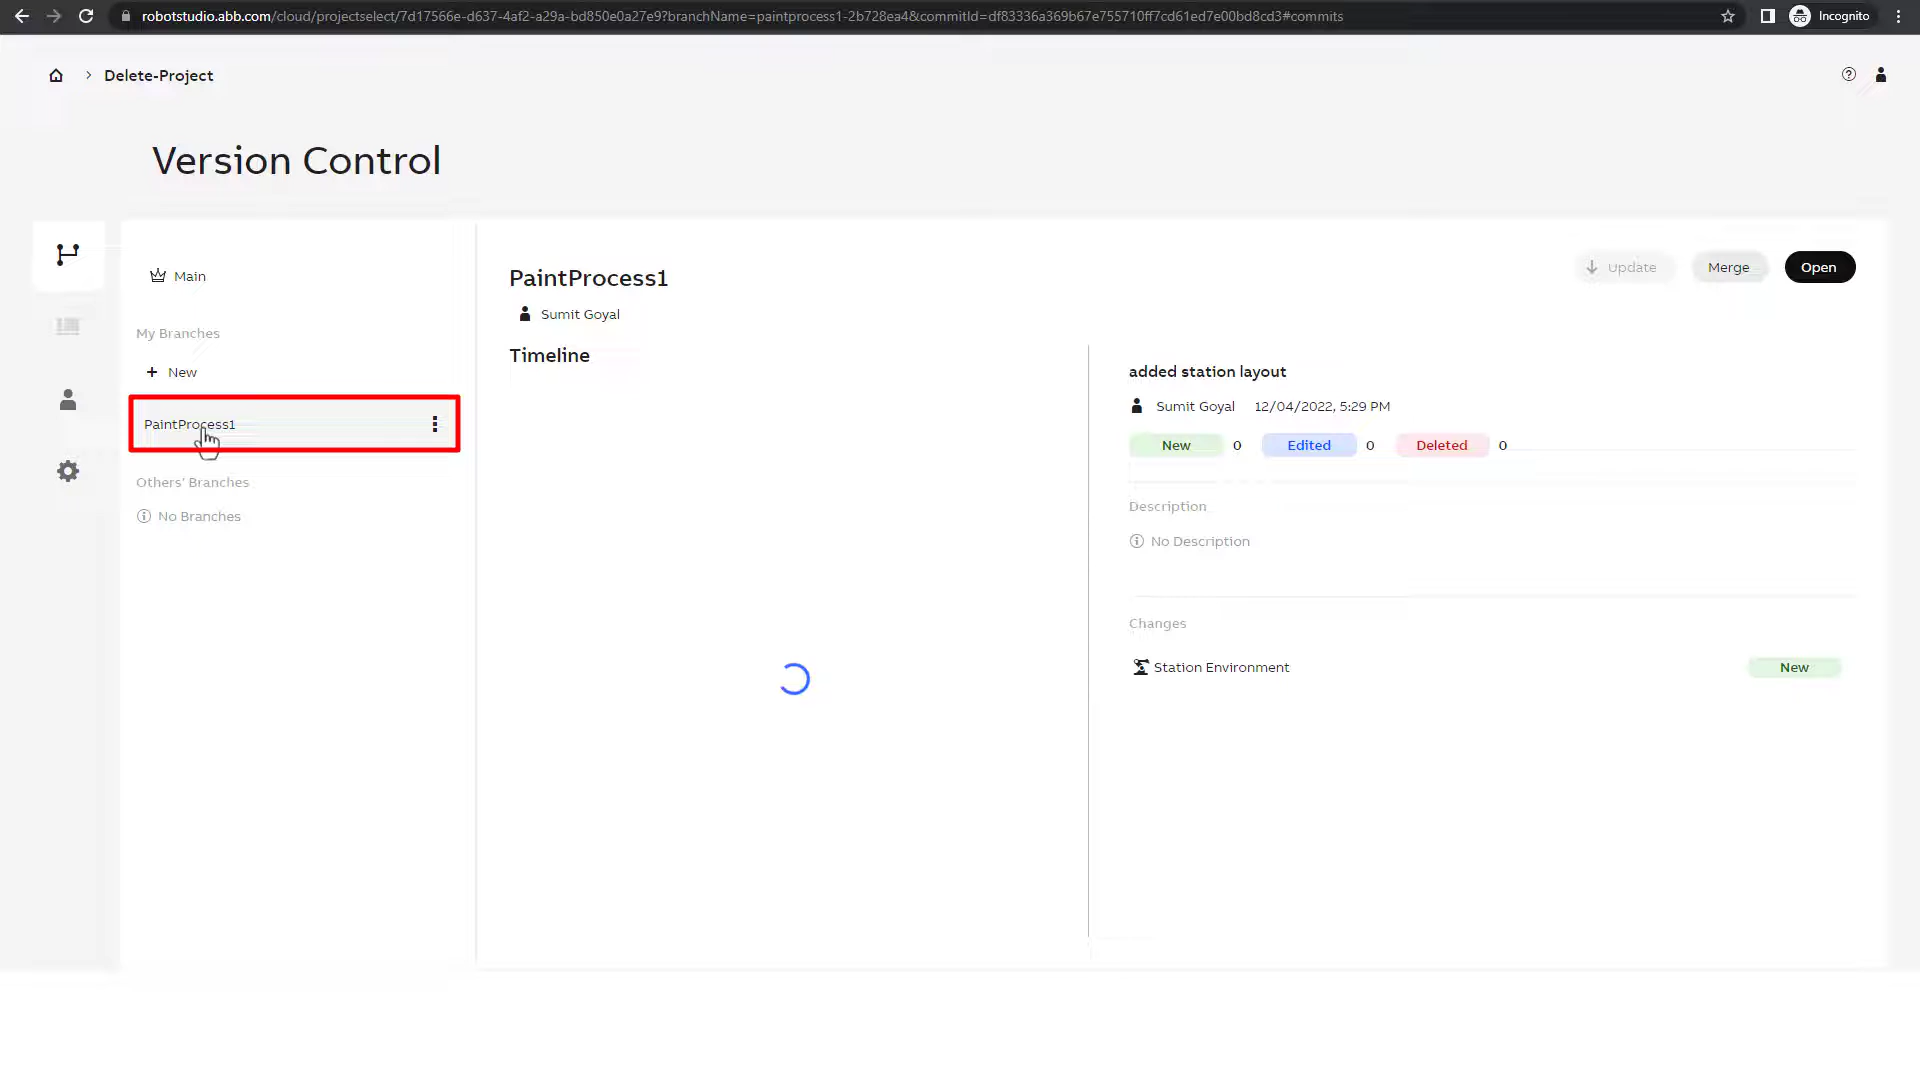 robotstudio.abb.com/cloud/projectselect/7d17566e-d637-4af2-a29a-bd850e0a27e9?branchName=paintprocess1-2b728ea4&commitId=df83336a369b67e755710ff7cd61ed7e00bd8cd3#commits
Incognito
Delete-Project
Version Control
Main
My Branches
+ New
PaintProcess1
Others' Branches
No Branches
PaintProcess1
Sumit Goyal
Timeline
Update
Merge
Open
added station layout
Sumit Goyal 12/04/2022, 5:29 PM
New 0 Edited 0 Deleted 0
Description
No Description
Changes
Station Environment New